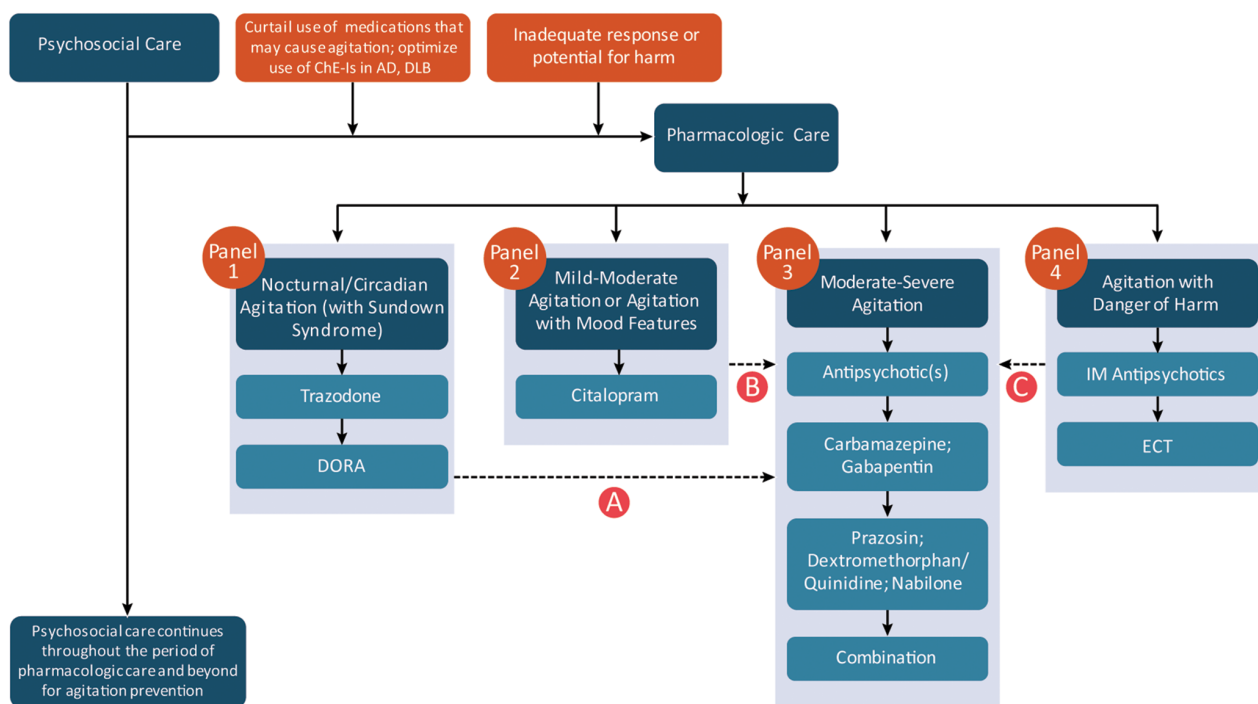 Psychosocial Care
Curtail use of medications that
may cause agitation; optimize
use of ChE-Is in AD, DLB
Inadequate response or
potential for harm
Pharmacologic Care
Panel
1
Nocturnal/Circadian
Agitation (with Sundown
Syndrome)
Trazodone
DORA
Panel
2
Mild-Moderate
Agitation or Agitation
with Mood Features
Citalopram
Panel
3
Moderate-Severe
Agitation
Antipsychotic(s)
Carbamazepine;
Gabapentin
Prazosin;
Dextromethorphan/
Quinidine; Nabilone
Combination
Panel
4
Agitation with
Danger of Harm
IM Antipsychotics
ECT
A
B
C
Psychosocial care continues
throughout the period of
pharmacologic care and beyond
for agitation prevention